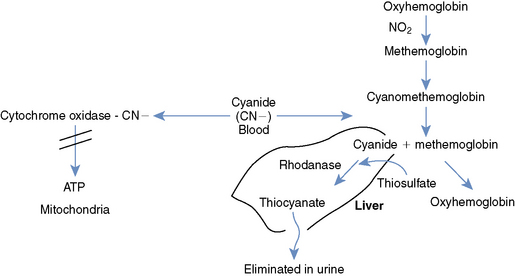 Oxyhemoglobin
NO2
Methemoglobin
Cyanomethemoglobin
Cytochrome oxidase - CN−
Cyanide
(CN−)
Blood
Cyanide + methemoglobin
Rhodanase
ATP
Thiosulfate
Mitochondria
Thiocyanate
Liver
Oxyhemoglobin
Eliminated in urine